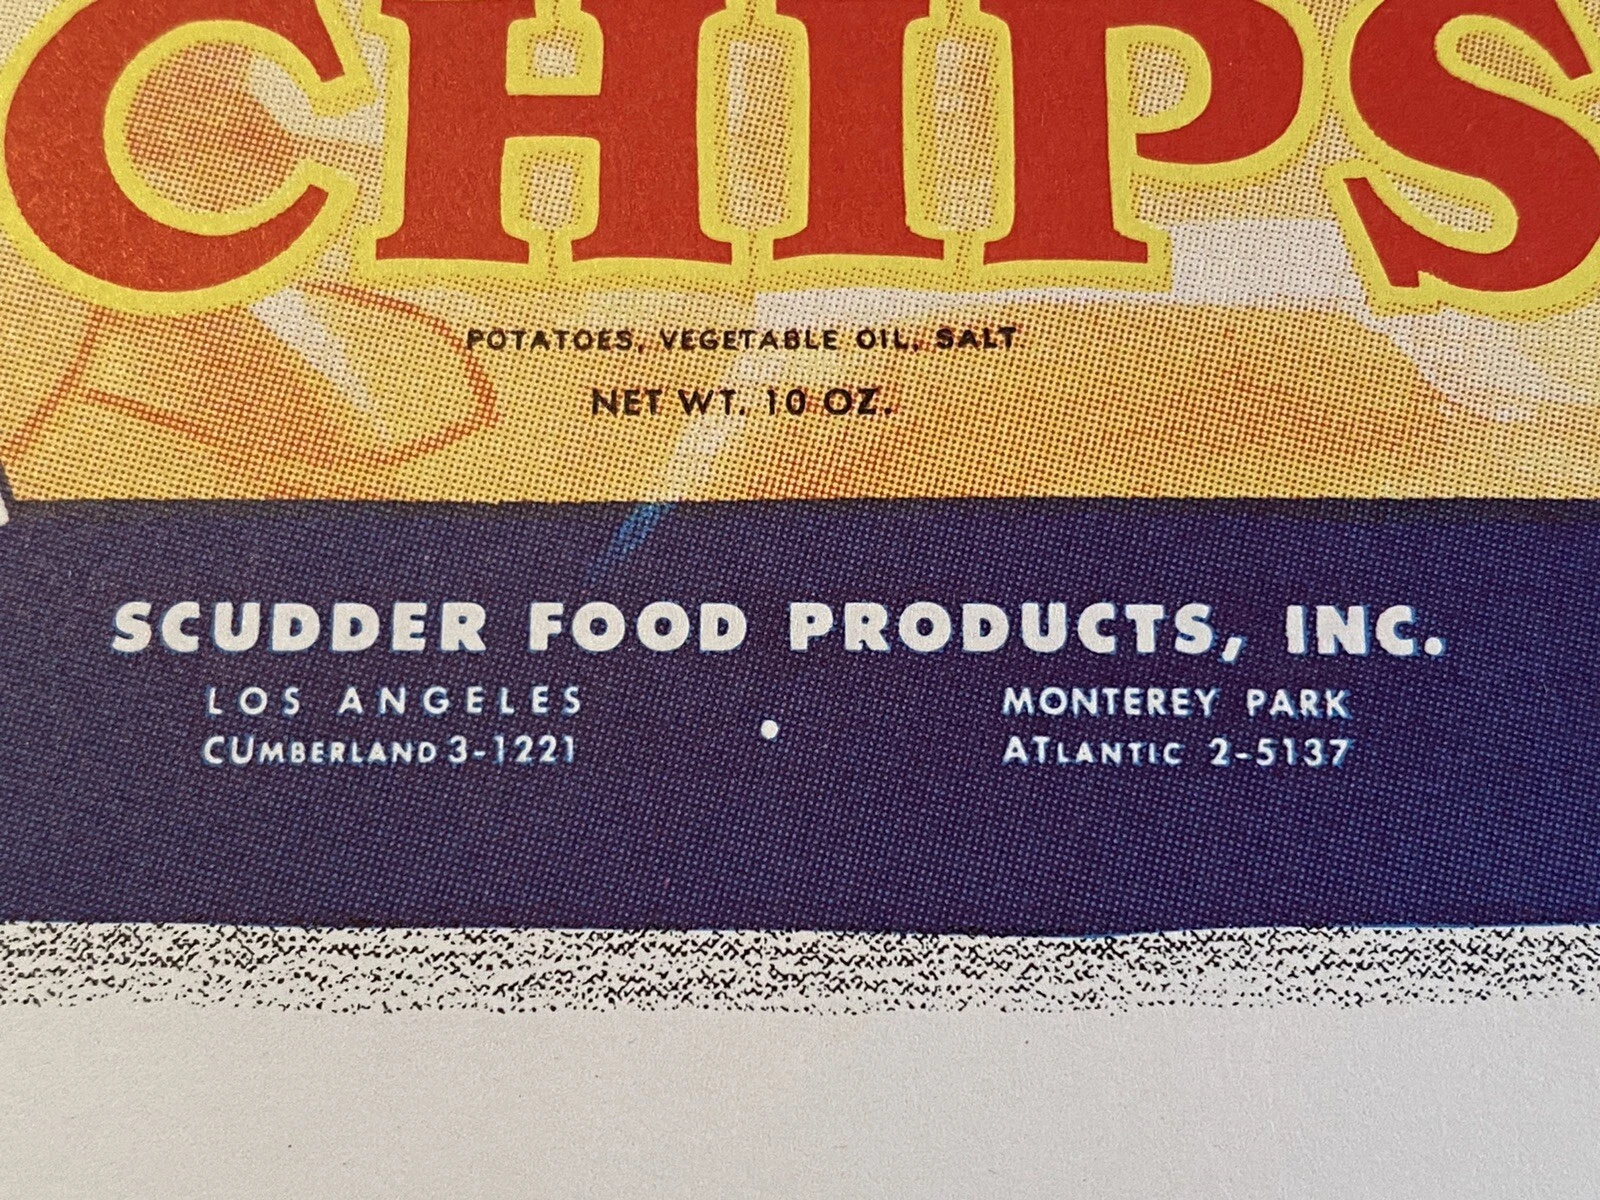 CHIPS
POTATOES, VEGETABLE OIL, SALT
NET WT. 10 OZ.
SCUDDER FOOD PRODUCTS, INC.
LOS ANGELES
CUMBERLAND 3-1221
•
MONTEREY PARK
ATLANTIC 2-5137